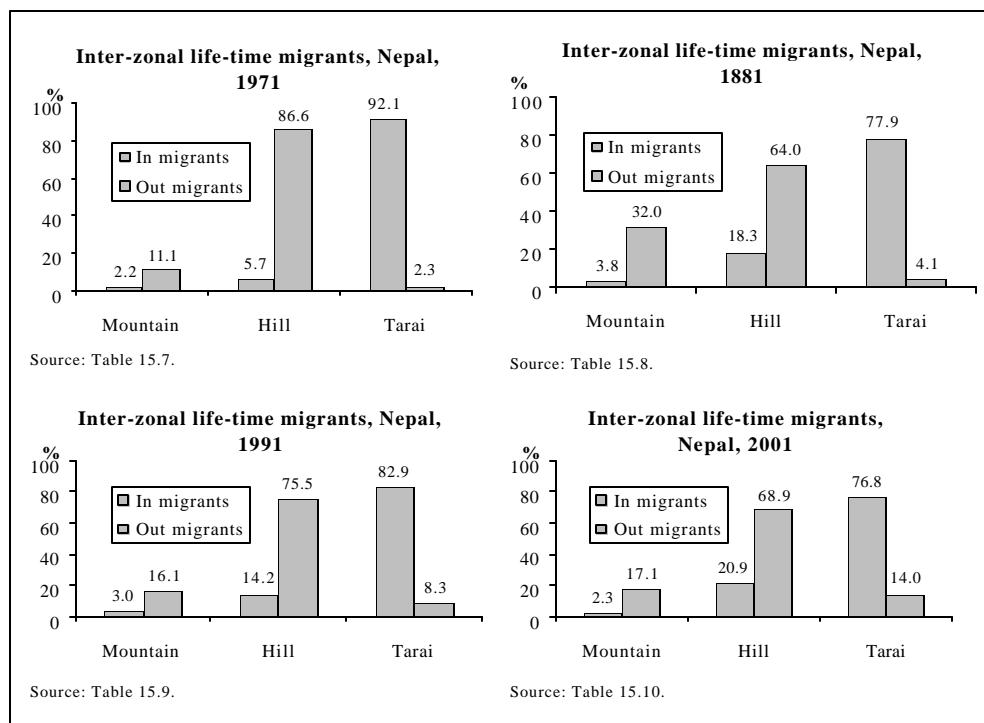 Inter-zonal life-time migrants, Nepal,
1971
%
100
80
60
40
20
0
In migrants
Out migrants
2.2
11.1
5.7
86.6
92.1
2.3
Mountain
Hill
Tarai
Source: Table 15.7.
Inter-zonal life-time migrants, Nepal,
1881
%
100
80
60
40
20
0
In migrants
Out migrants
3.8
32.0
18.3
64.0
77.9
4.1
Mountain
Hill
Tarai
Source: Table 15.8.
Inter-zonal life-time migrants, Nepal,
1991
%
100
80
60
40
20
0
In migrants
Out migrants
3.0
16.1
14.2
75.5
82.9
8.3
Mountain
Hill
Tarai
Source: Table 15.9.
Inter-zonal life-time migrants,
Nepal, 2001
%
100
80
60
40
20
0
In migrants
Out migrants
2.3
17.1
20.9
68.9
76.8
14.0
Mountain
Hill
Tarai
Source: Table 15.10.